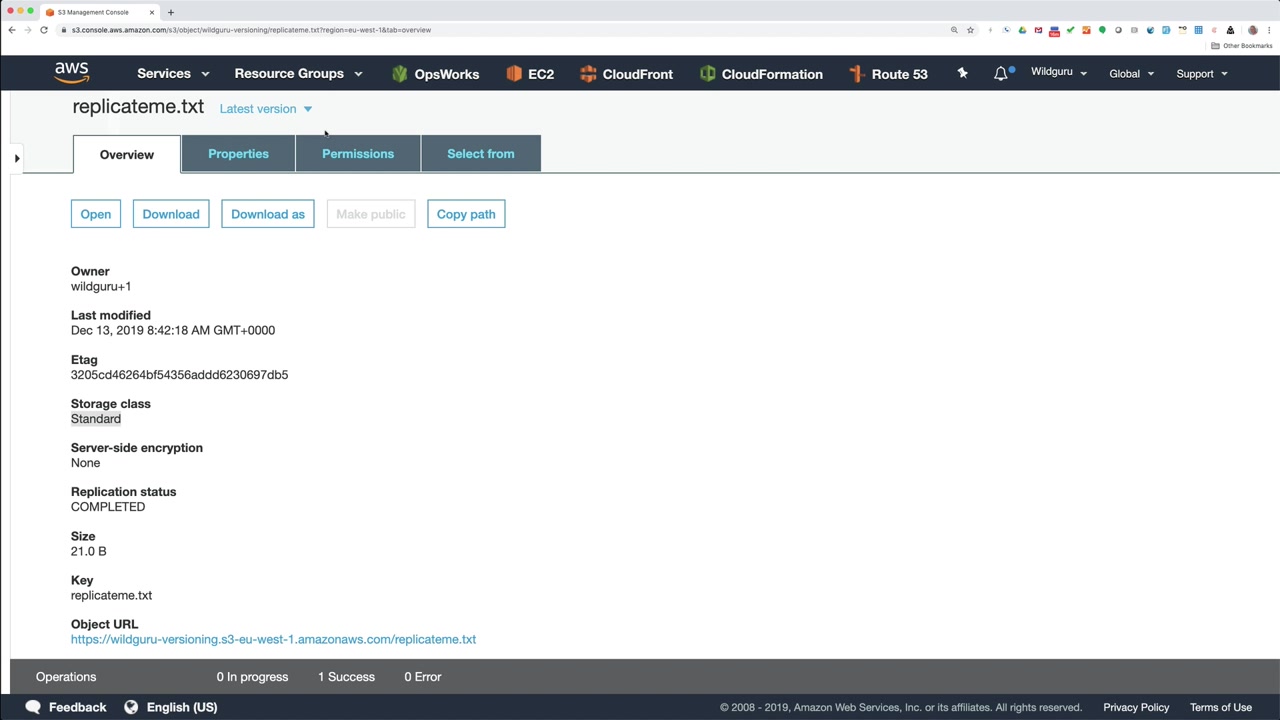 S3 Management Console
s3.console.aws.amazon.com/s3/object/wildguru-versioning/replicateme.txt?region=eu-west-1&tab=overview
Other Bookmarks
aws
Services
Resource Groups
OpsWorks
EC2
CloudFront
CloudFormation
Route 53
Wildguru
Global
Support
replicateme.txt
Latest version
Overview
Properties
Permissions
Select from
Open
Download
Download as
Make public
Copy path
Owner
wildguru+1
Last modified
Dec 13, 2019 8:42:18 AM GMT+0000
Etag
3205cd46264bf54356addd6230697db5
Storage class
Standard
Server-side encryption
None
Replication status
COMPLETED
Size
21.0 B
Key
replicateme.txt
Object URL
https://wildguru-versioning.s3-eu-west-1.amazonaws.com/replicateme.txt
Operations
0 In progress
1 Success
0 Error
Feedback
English (US)
© 2008 - 2019, Amazon Web Services, Inc. or its affiliates. All rights reserved.
Privacy Policy
Terms of Use